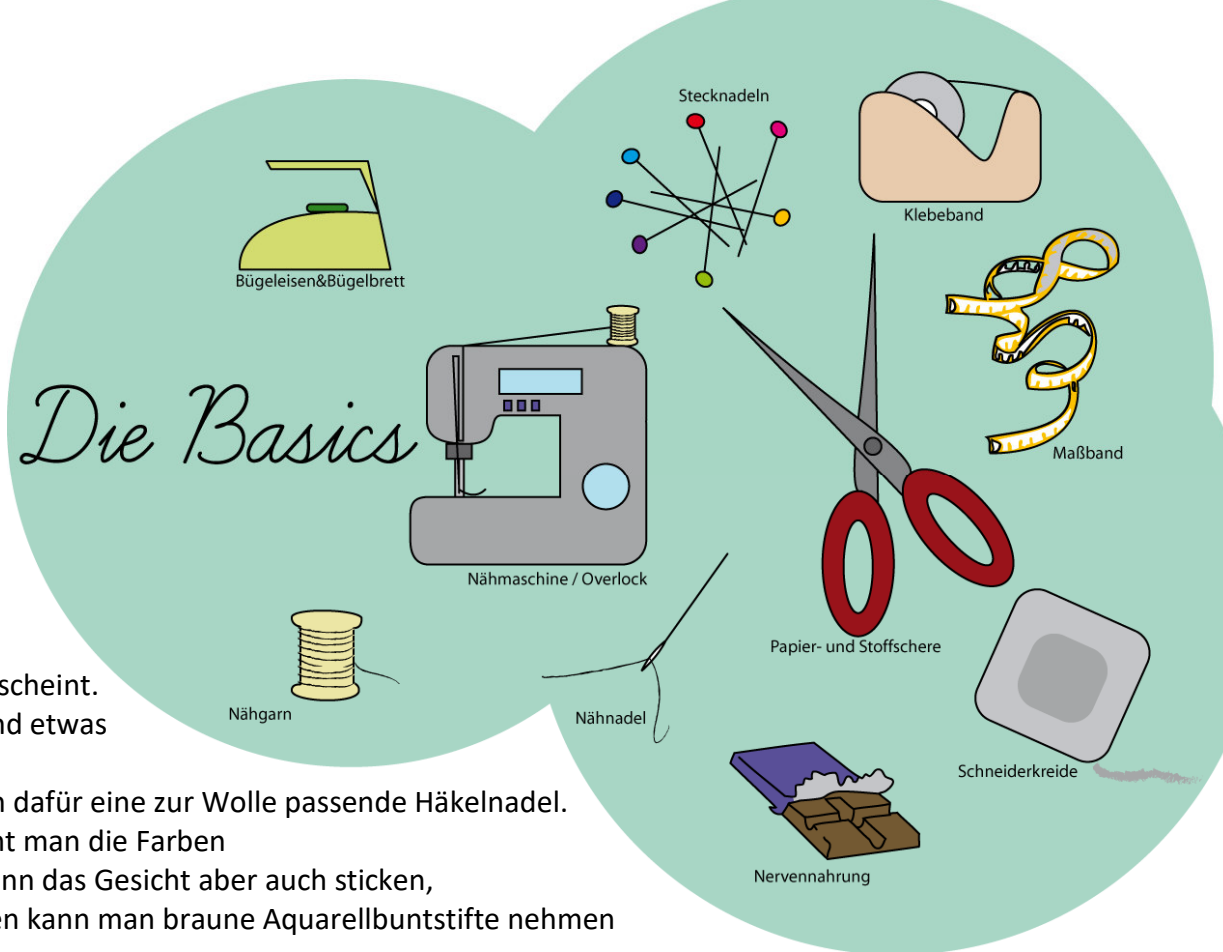 Stecknadeln
Klebeband
Bügeleisen&Bügelbrett
Die Basics
Maßband
Nähmaschine / Overlock
Papier- und Stoffschere
Nähgarn
Nähnadel
Schneiderkreide
Nervennahrung
scheint.
nd etwas
n dafür eine zur Wolle passende Häkelnadel.
nt man die Farben
nn das Gesicht aber auch sticken,
en kann man braune Aquarellbuntstifte nehmen